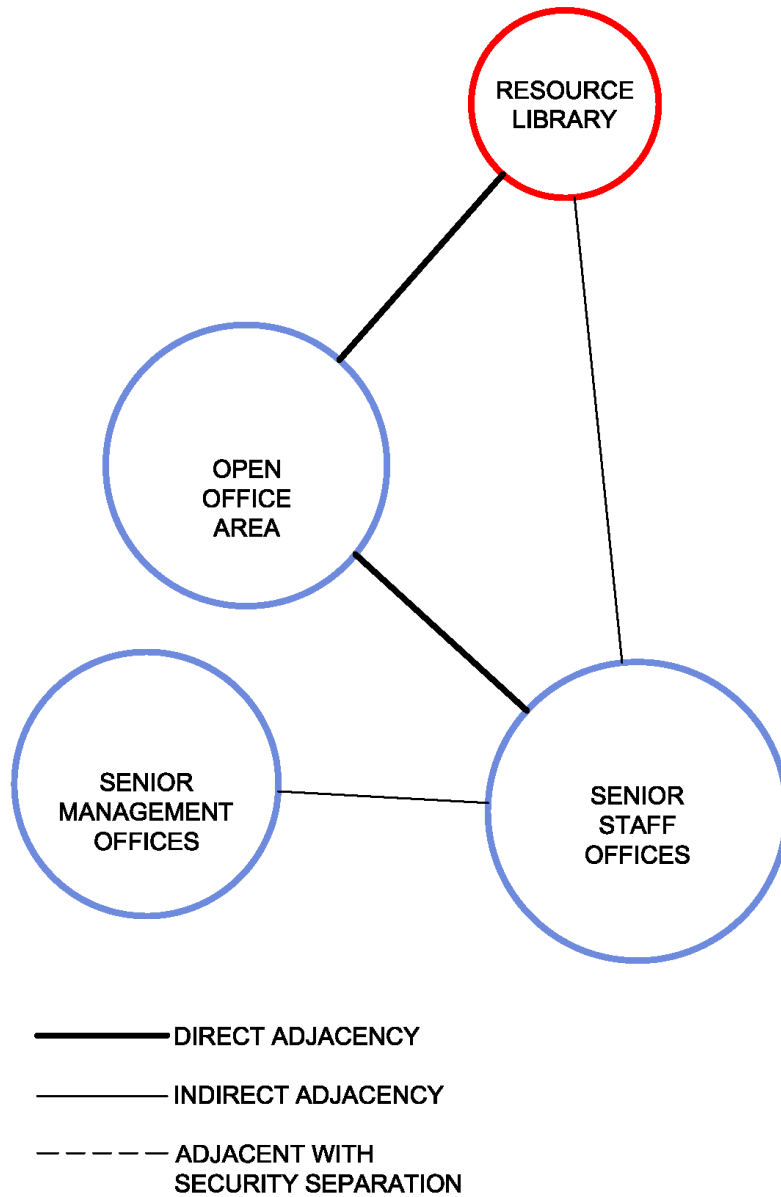 RESOURCE
LIBRARY
OPEN
OFFICE
AREA
SENIOR
MANAGEMENT
OFFICES
SENIOR
STAFF
OFFICES
DIRECT ADJACENCY
INDIRECT ADJACENCY
ADJACENT WITH
SECURITY SEPARATION